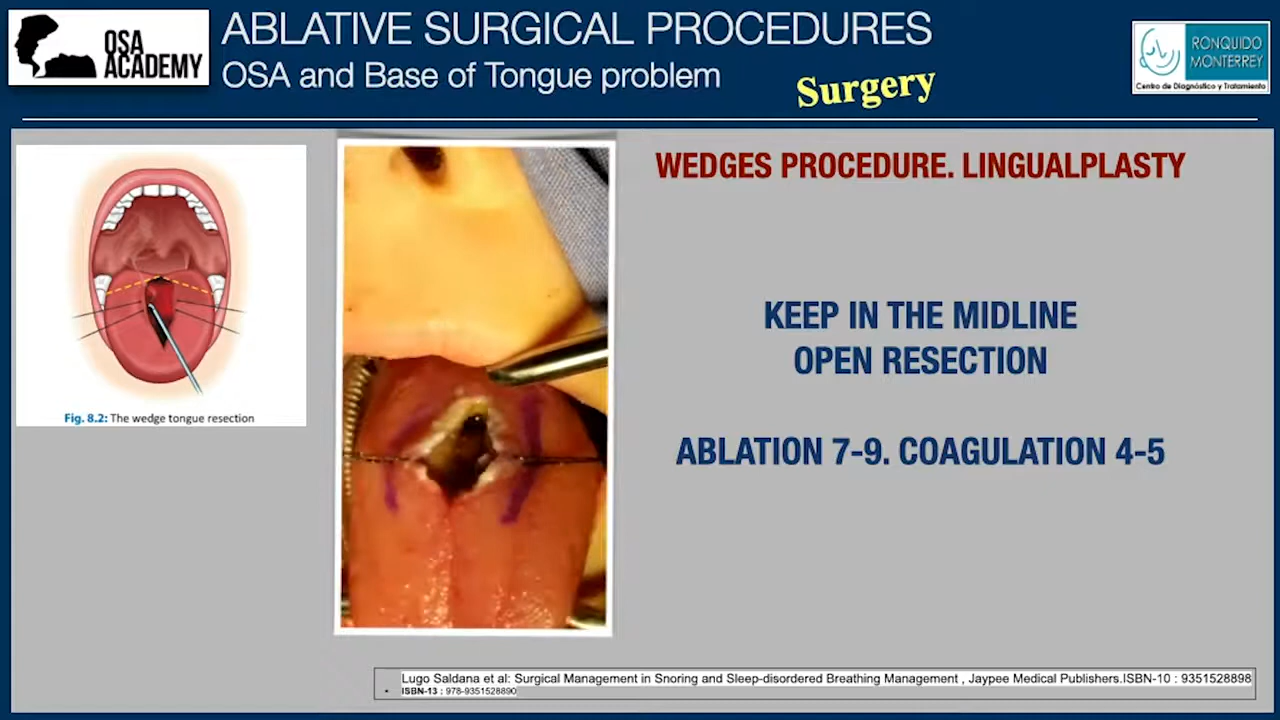 OSA
ACADEMY
ABLATIVE SURGICAL PROCEDURES
OSA and Base of Tongue problem
Surgery
RONQUIDO
MONTERREY
Centro de Diagnóstico y Tratamiento
WEDGES PROCEDURE. LINGUALPLASTY
KEEP IN THE MIDLINE
OPEN RESECTION
ABLATION 7-9. COAGULATION 4-5
Fig. 8.2: The wedge tongue resection
Lugo Saldana et al: Surgical Management in Snoring and Sleep-disordered Breathing Management , Jaypee Medical Publishers.ISBN-10 : 9351528898
- ISBN-13 : 978-9351528890